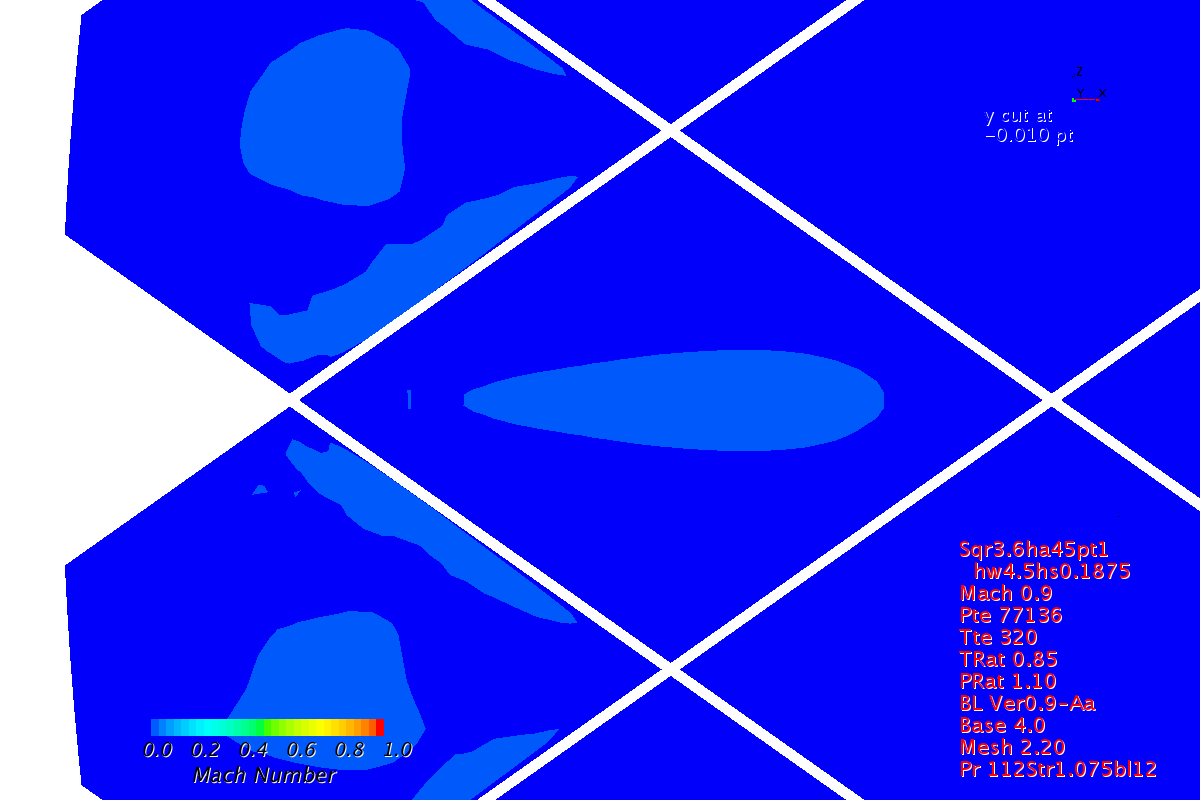 Z
Y X
y cut at
−0.010 pt
Sqr3.6ha45pt1
hw4.5hs0.1875
Mach 0.9
Pte 77136
Tte 320
TRat 0.85
PRat 1.10
BL Ver0.9−Aa
Base 4.0
Mesh 2.20
Pr 112Str1.075bl12
0.0 0.2 0.4 0.6 0.8 1.0
Mach Number